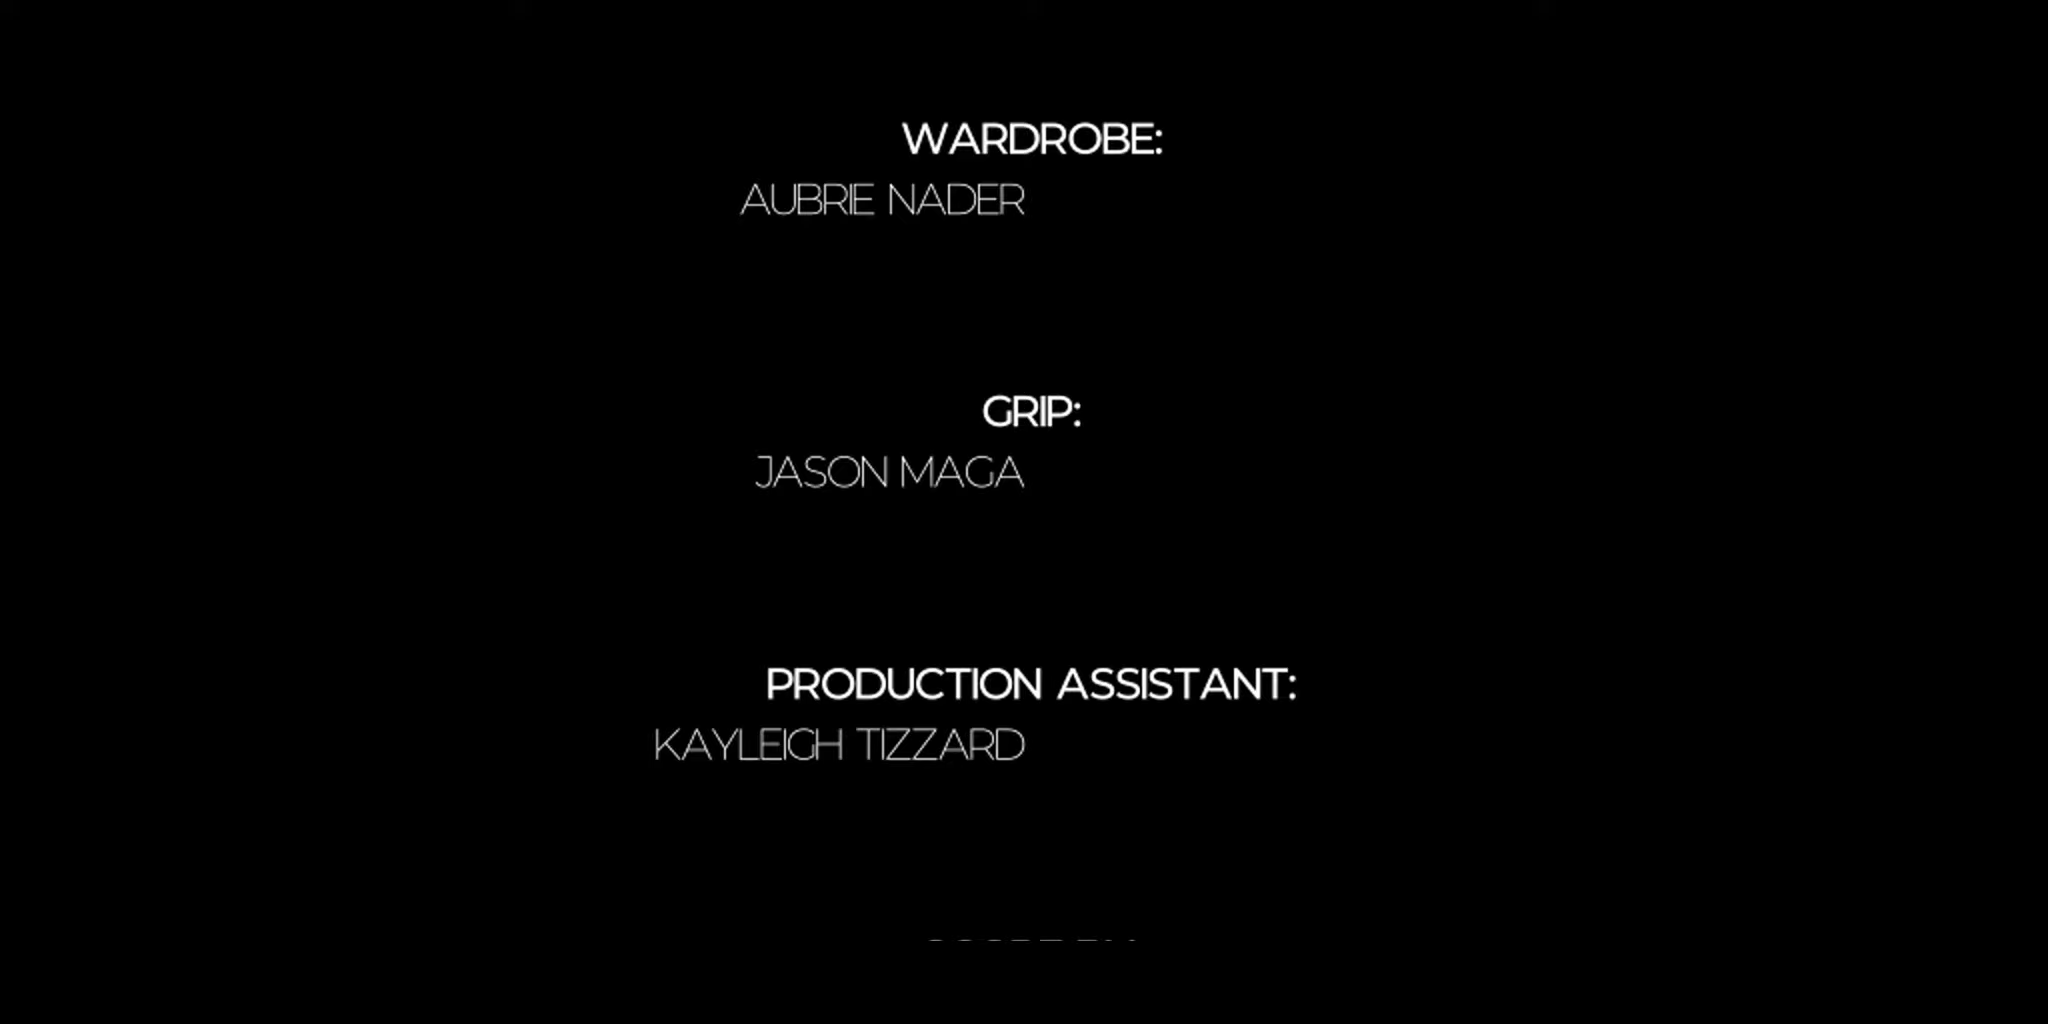 WARDROBE:
AUBRIE NADER
GRIP:
JASON MAGA
PRODUCTION ASSISTANT:
KAYLEIGH TIZZARD